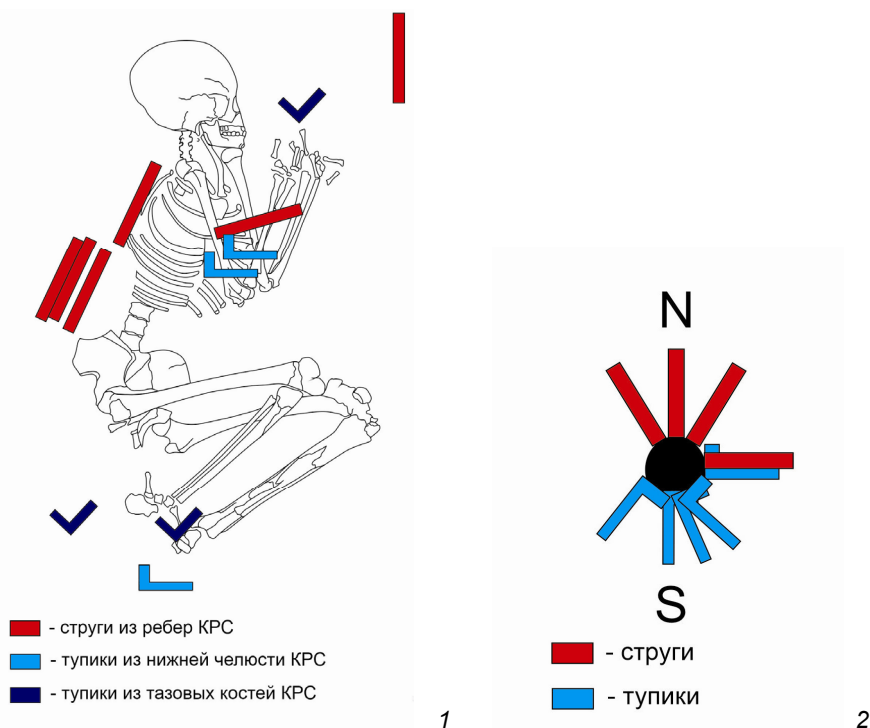 - струги из ребер КРС
- тупики из нижней челюсти КРС
- тупики из тазовых костей КРС
1
N
S
- струги
- тупики
2